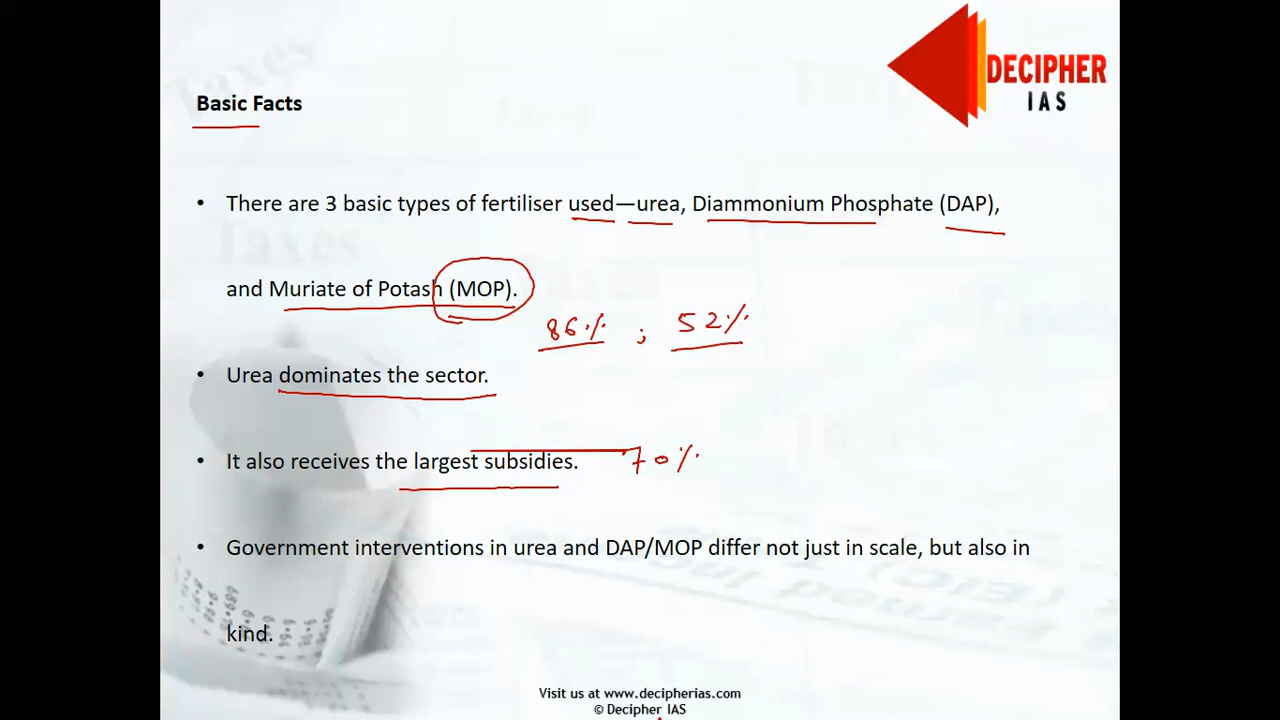 DECIPHER
IAS
Basic Facts
• There are 3 basic types of fertiliser used—urea, Diammonium Phosphate (DAP),
and Muriate of Potash (MOP).
86% ; 52%
• Urea dominates the sector.
• It also receives the largest subsidies. 70%
• Government interventions in urea and DAP/MOP differ not just in scale, but also in
kind.
Visit us at www.decipherias.com
© Decipher IAS